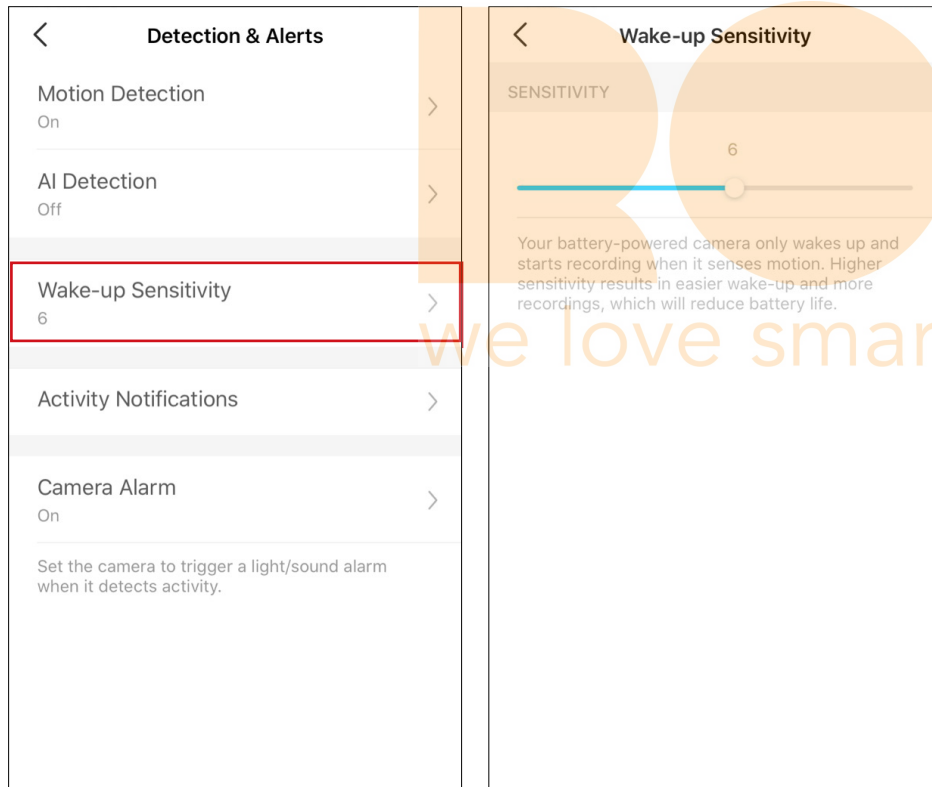 Detection & Alerts
Motion Detection
On
AI Detection
Off
Wake-up Sensitivity
6
Activity Notifications
Camera Alarm
On
Set the camera to trigger a light/sound alarm
when it detects activity.
Wake-up Sensitivity
SENSITIVITY
6
Your battery-powered camera only wakes up and
starts recording when it senses motion. Higher
sensitivity results in easier wake-up and more
recordings, which will reduce battery life.
we love smar